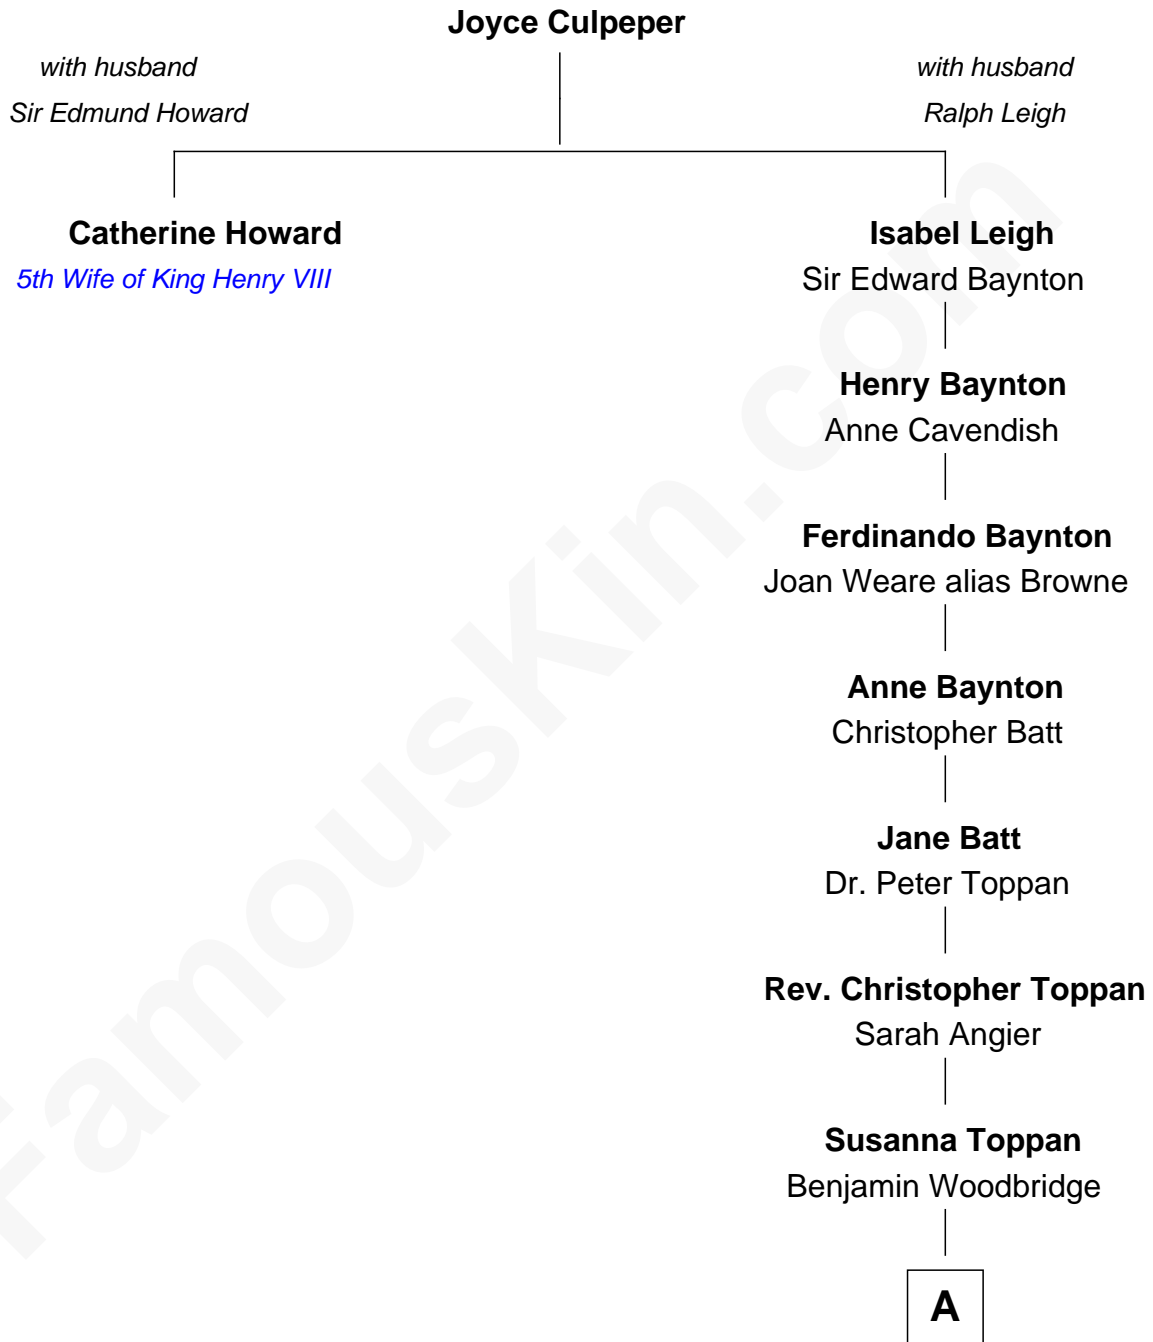 Joyce Culpeper
with husband
Sir Edmund Howard
with husband
Ralph Leigh
Catherine Howard
5th Wife of King Henry VIII
Isabel Leigh
Sir Edward Baynton
Henry Baynton
Anne Cavendish
Ferdinando Baynton
Joan Weare alias Browne
Anne Baynton
Christopher Batt
Jane Batt
Dr. Peter Toppan
Rev. Christopher Toppan
Sarah Angier
Susanna Toppan
Benjamin Woodbridge
A
FamousKin.com